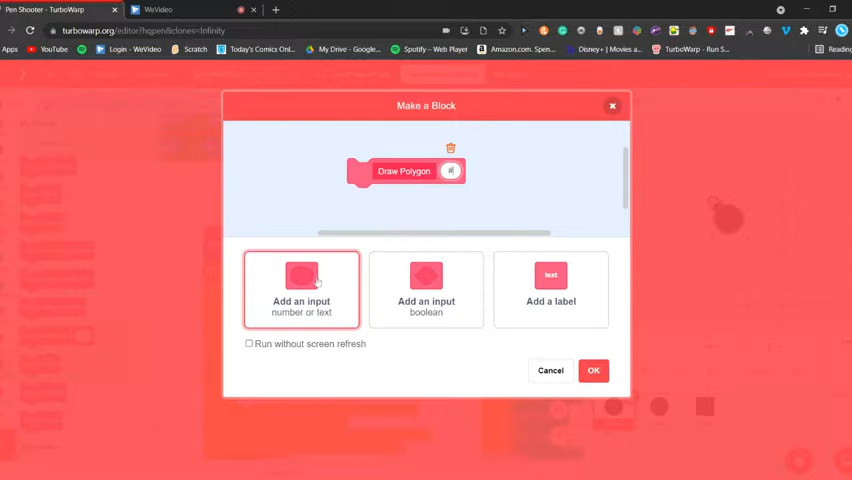 Pen Shooter - TurboWarp
WeVideo
turbowarp.org/editor?hqpen&clones=Infinity
Apps
YouTube
Login - WeVideo
Scratch
Today's Comics Onli...
My Drive - Google...
Spotify – Web Player
Amazon.com. Spen...
Disney+ | Movies a...
TurboWarp - Run S...
Reading
Make a Block
Draw Polygon
#
Add an input
number or text
Add an input
boolean
text
Add a label
Run without screen refresh
Cancel
OK